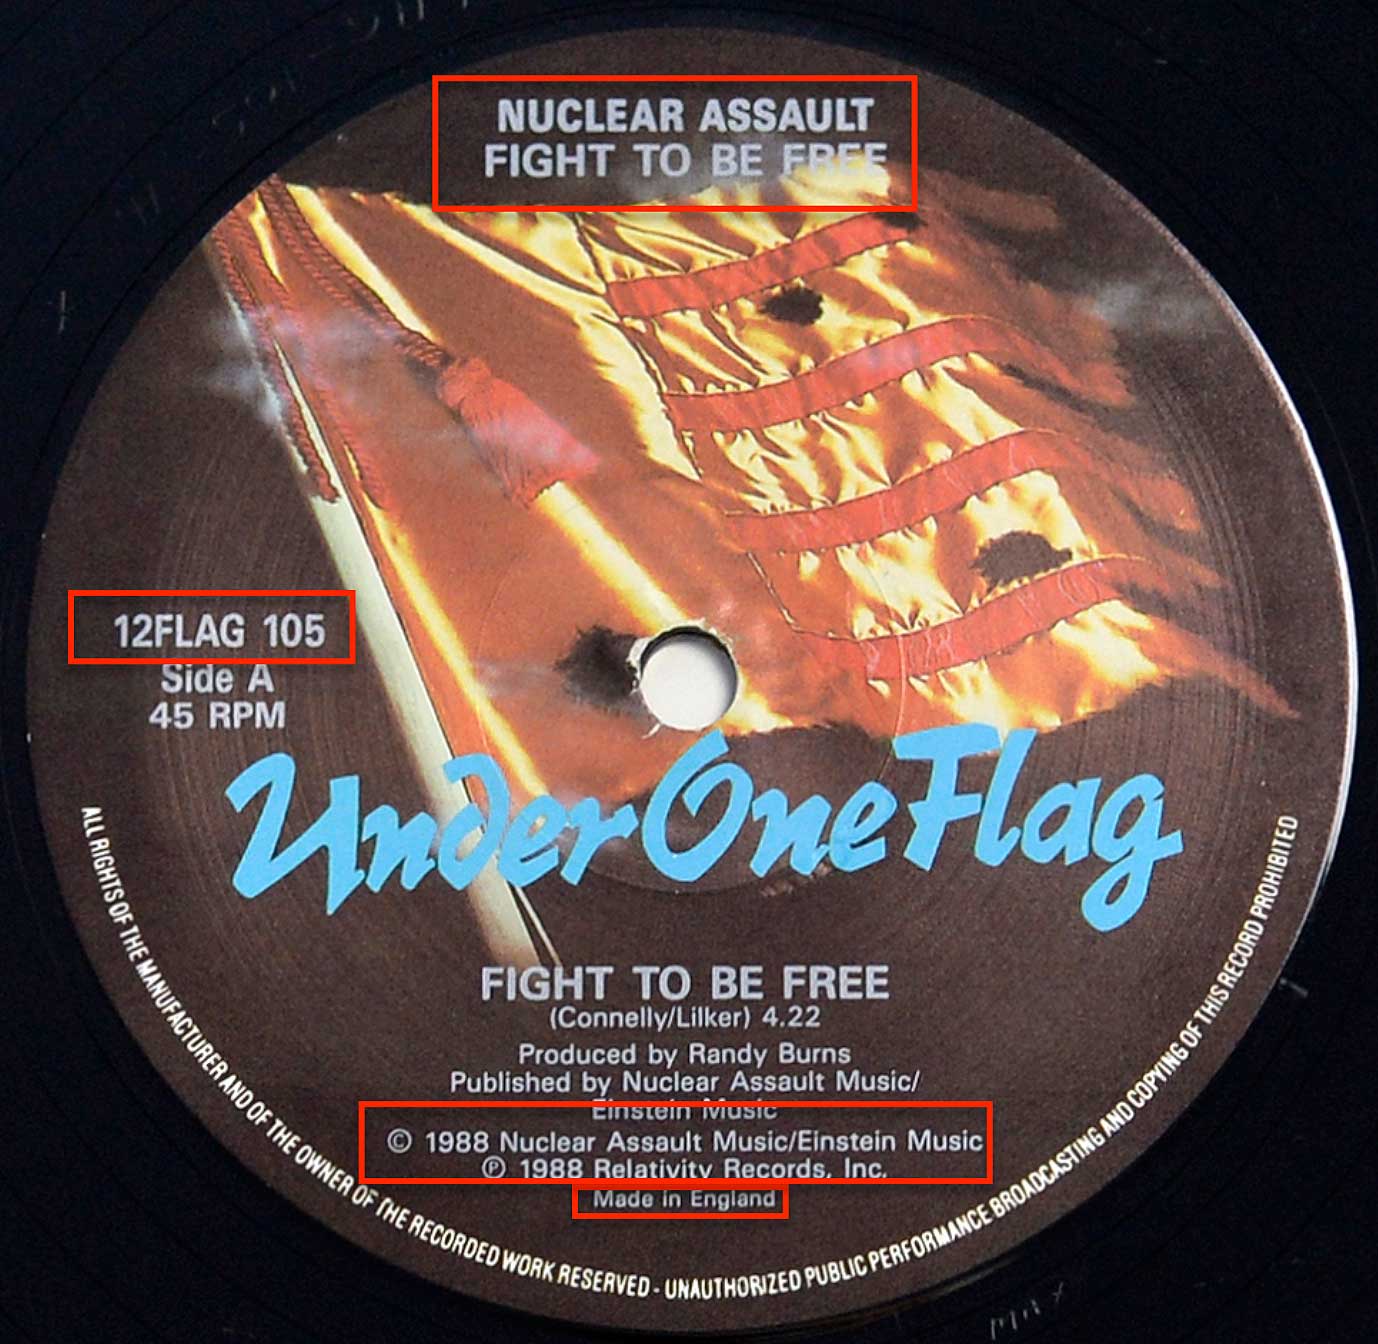 NUCLEAR ASSAULT
FIGHT TO BE FREE
12FLAG 105
Side A
45 RPM
Under One Flag
FIGHT TO BE FREE
(Connelly/Lilker) 4.22
Produced by Randy Burns
Published by Nuclear Assault Music/
Einstein Music
© 1988 Nuclear Assault Music/Einstein Music
℗ 1988 Relativity Records, Inc.
Made in England
ALL RIGHTS OF THE MANUFACTURER AND OF THE OWNER OF THE RECORDED WORK RESERVED - UNAUTHORIZED PUBLIC PERFORMANCE BROADCASTING AND COPYING OF THIS RECORD PROHIBITED